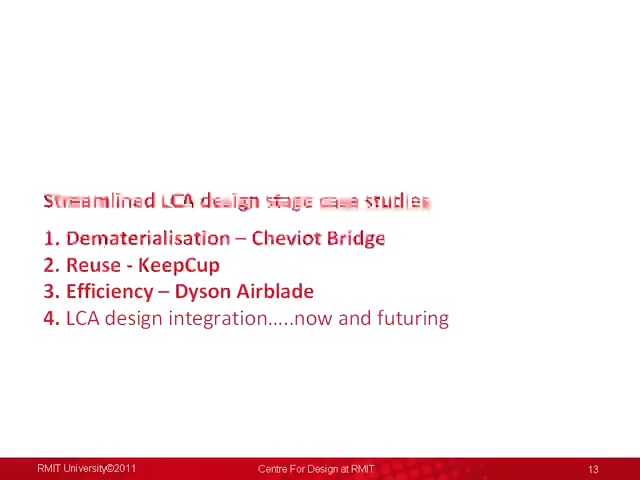 Streamlined LCA design stage case studies
1. Dematerialisation – Cheviot Bridge
2. Reuse - KeepCup
3. Efficiency – Dyson Airblade
4. LCA design integration.....now and futuring
RMIT University©2011
Centre For Design at RMIT
13